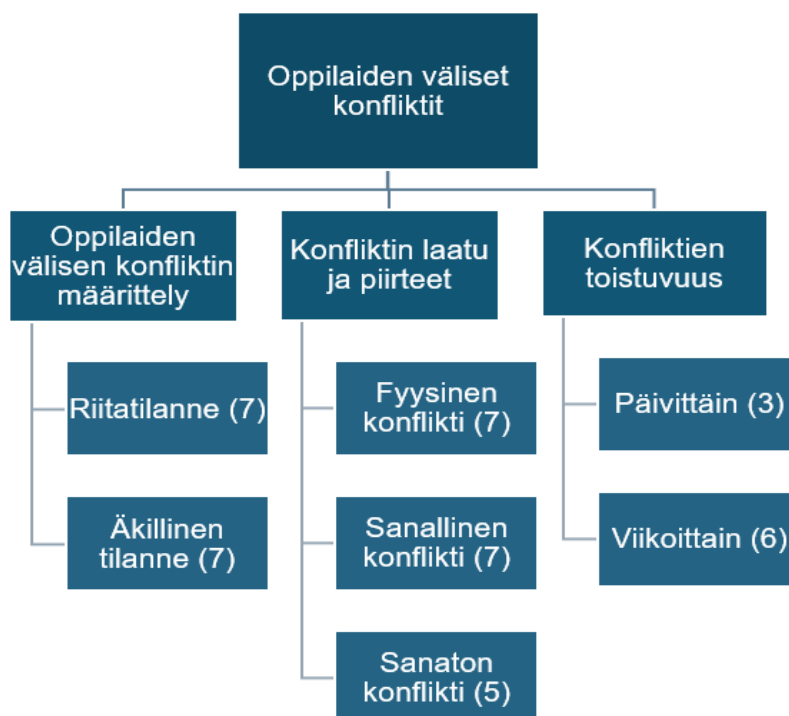 Oppilaiden väliset
konfliktit
Oppilaiden
välisen konfliktin
määrittely
Riitatilanne (7)
Äkillinen
tilanne (7)
Konfliktin laatu
ja piirteet
Fyysinen
konflikti (7)
Sanallinen
konflikti (7)
Sanaton
konflikti (5)
Konfliktien
toistuvuus
Päivittäin (3)
Viikoittain (6)